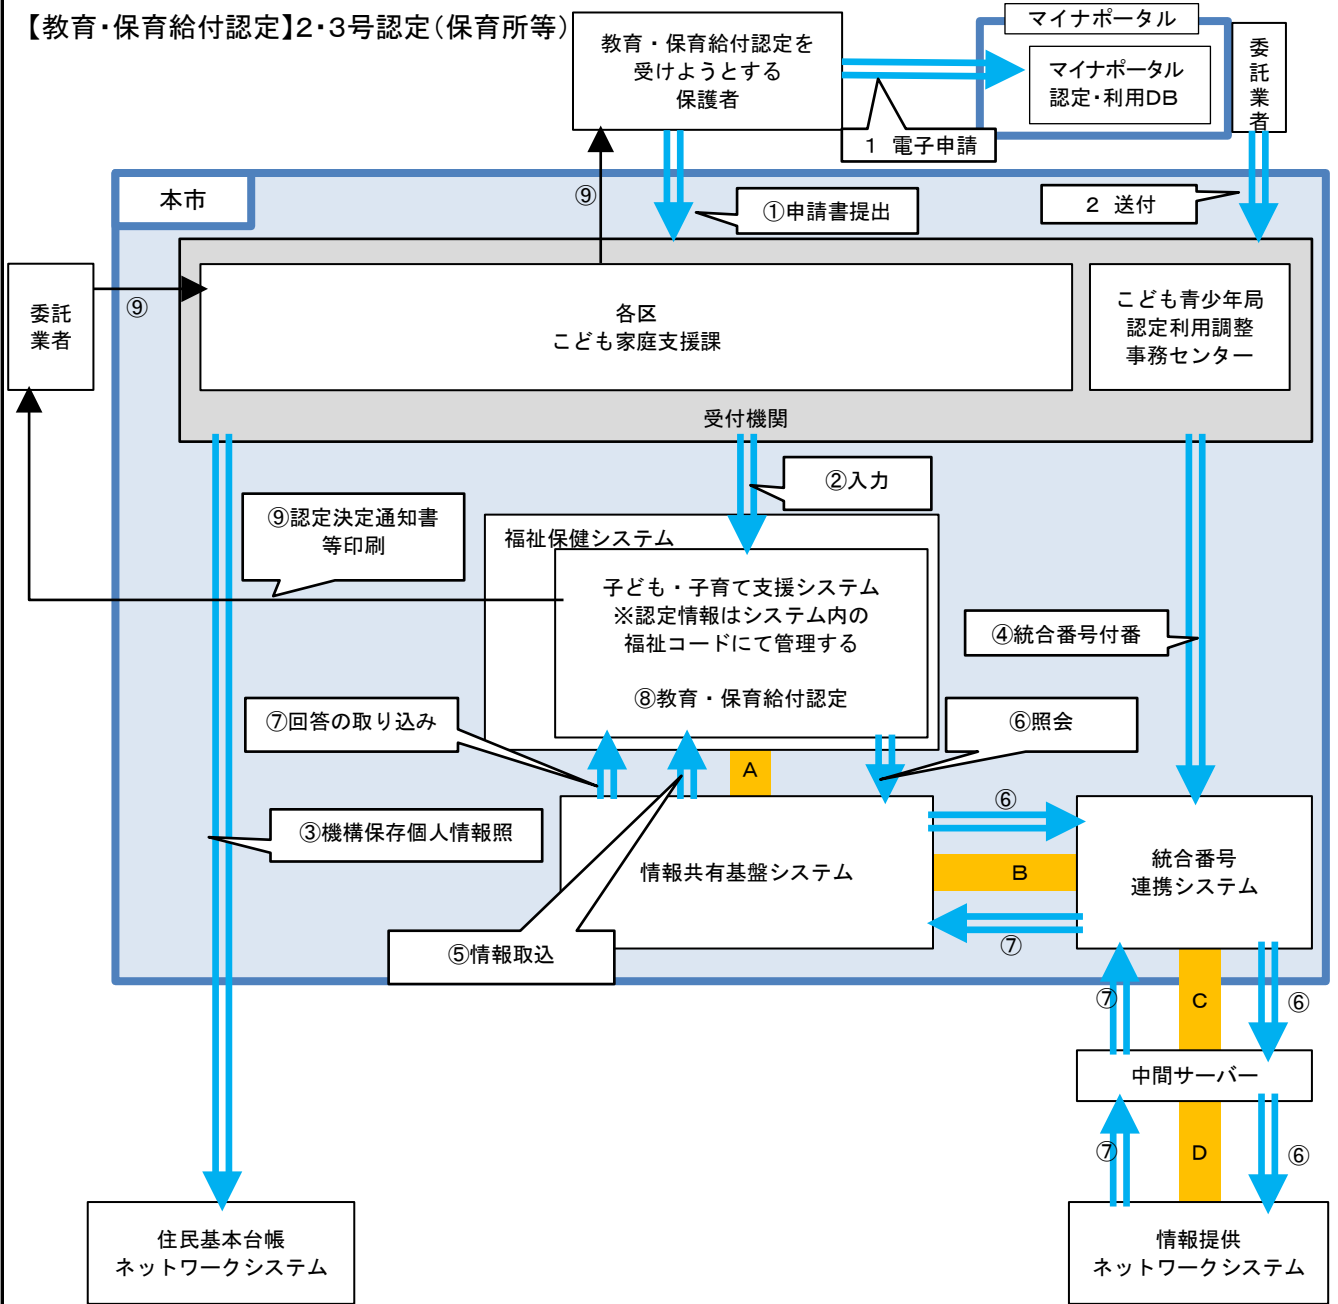 【教育・保育給付認定】2・3号認定（保育所等）
教育・保育給付認定を
受けようとする
保護者
マイナポータル
マイナポータル
認定・利用DB
委託業者
1 電子申請
本市
⑨
①申請書提出
2 送付
委託
業者
⑨
各区
こども家庭支援課
こども青少年局
認定利用調整
事務センター
受付機関
②入力
⑨認定決定通知書
等印刷
福祉保健システム
子ども・子育て支援システム
※認定情報はシステム内の
福祉コードにて管理する
⑧教育・保育給付認定
④統合番号付番
⑦回答の取り込み
⑥照会
A
③機構保存個人情報照
情報共有基盤システム
⑥
B
⑦
統合番号
連携システム
⑤情報取込
⑦
C
⑥
中間サーバー
⑦
D
⑥
住民基本台帳
ネットワークシステム
情報提供
ネットワークシステム